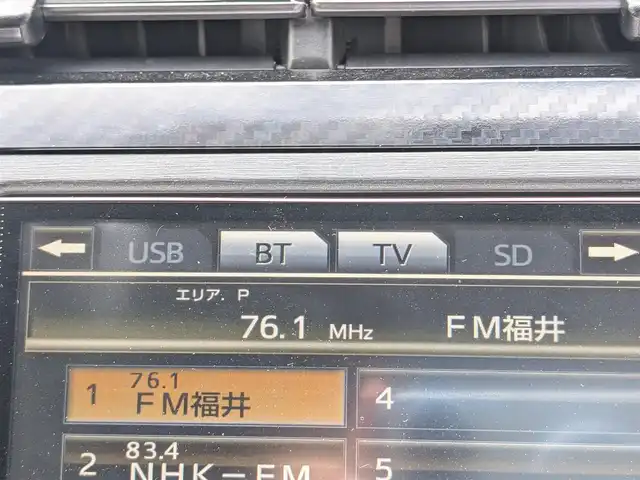 USB BT TV SD
エリア. P
76.1 MHz FM福井
1 76.1
FM福井
4
2 83.4
NHK-FM
5